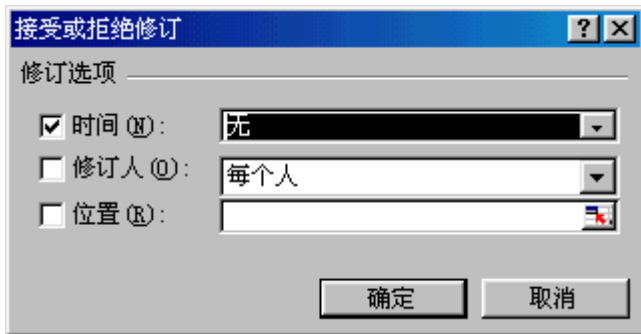 接受或拒绝修订
修订选项
时间(N): 无
修订人(O): 每个人
位置(R):
确定 取消